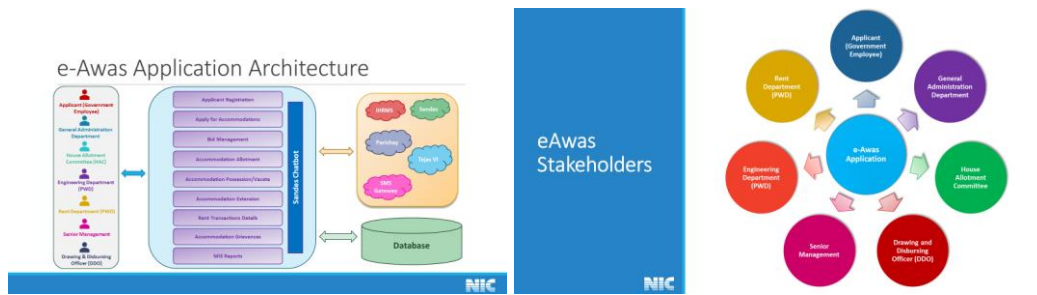 e-Awas Application Architecture
Applicant (Government
Employee)
General Administration
Department
House Allotment
Committee (HAC)
Engineering Department
(PWD)
Rent Department (PWD)
Senior Management
Drawing & Disbursing
Officer (DDO)
Applicant Registration
Apply for Accommodations
Bid Management
Accommodation Allotment
Accommodation Possession/Vacate
Accommodation Extension
Rent Transactions Details
Accommodation Grievances
MIS Reports
Sandes Chatbot
Sandes
Parichay
Tejas VI
SMS
Gateway
Database
NIC
eAwas
Stakeholders
NIC
Applicant
(Government
Employee)
General
Administration
Department
House
Allotment
Committee
Drawing and
Disbursing
Officer (DDO)
Senior
Management
Engineering
Department
(PWD)
Rent
Department
(PWD)
e-Awas
Application